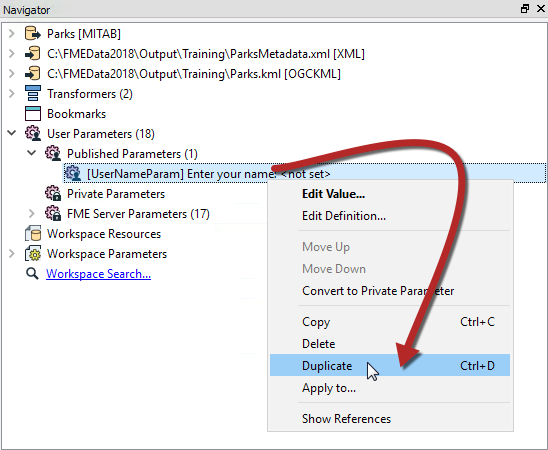 Navigator
Parks [MITAB]
C:\FMEData2018\Output\Training\ParksMetadata.xml [XML]
C:\FMEData2018\Output\Training\Parks.kml [OGCKML]
Transformers (2)
Bookmarks
User Parameters (18)
Published Parameters (1)
[UserNameParam] Enter your name: <not set>
Private Parameters
FME Server Parameters (17)
Workspace Resources
Workspace Parameters
Workspace Search...
Edit Value...
Edit Definition...
Move Up
Move Down
Convert to Private Parameter
Copy Ctrl+C
Delete
Duplicate Ctrl+D
Apply to...
Show References